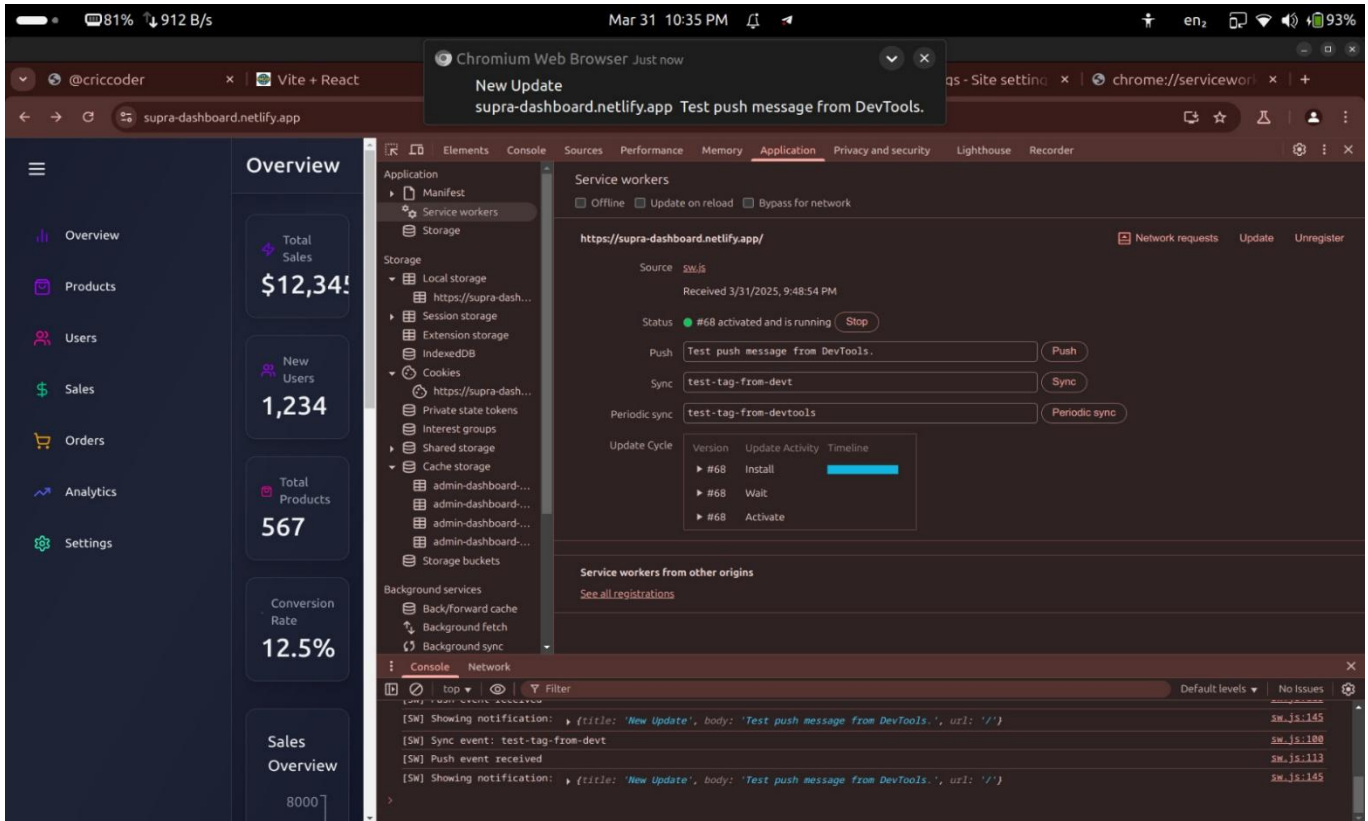 81% 912 B/s
Mar 31 10:35 PM
en₂
93%
Chromium Web Browser Just now
New Update
supra-dashboard.netlify.app Test push message from DevTools.
@criccoder
Vite + React
gs - Site setting
chrome://servicework
supra-dashboard.netlify.app
Overview
Products
Users
Sales
Orders
Analytics
Settings
Overview
Total
Sales
$12,345
New
Users
1,234
Total
Products
567
Conversion
Rate
12.5%
Sales
Overview
8000
Elements Console Sources Performance Memory Application Privacy and security Lighthouse Recorder
Application
Manifest
Service workers
Storage
Storage
Local storage
https://supra-dash...
Session storage
Extension storage
IndexedDB
Cookies
https://supra-dash...
Private state tokens
Interest groups
Shared storage
Cache storage
admin-dashboard-...
admin-dashboard-...
admin-dashboard-...
admin-dashboard-...
Storage buckets
Background services
Back/forward cache
Background fetch
Background sync
Service workers
Offline Update on reload Bypass for network
https://supra-dashboard.netlify.app/ Network requests Update Unregister
Source sw.js
Received 3/31/2025, 9:48:54 PM
Status #68 activated and is running Stop
Push Test push message from DevTools. Push
Sync test-tag-from-devt Sync
Periodic sync test-tag-from-devtools Periodic sync
Update Cycle Version Update Activity Timeline
#68 Install
#68 Wait
#68 Activate
Service workers from other origins
See all registrations
Console Network
top Filter Default levels No Issues
[SW] Push event received
[SW] Showing notification: {title: 'New Update', body: 'Test push message from DevTools.', url: '/'} sw.js:145
[SW] Sync event: test-tag-from-devt sw.js:100
[SW] Push event received sw.js:113
[SW] Showing notification: {title: 'New Update', body: 'Test push message from DevTools.', url: '/'} sw.js:145